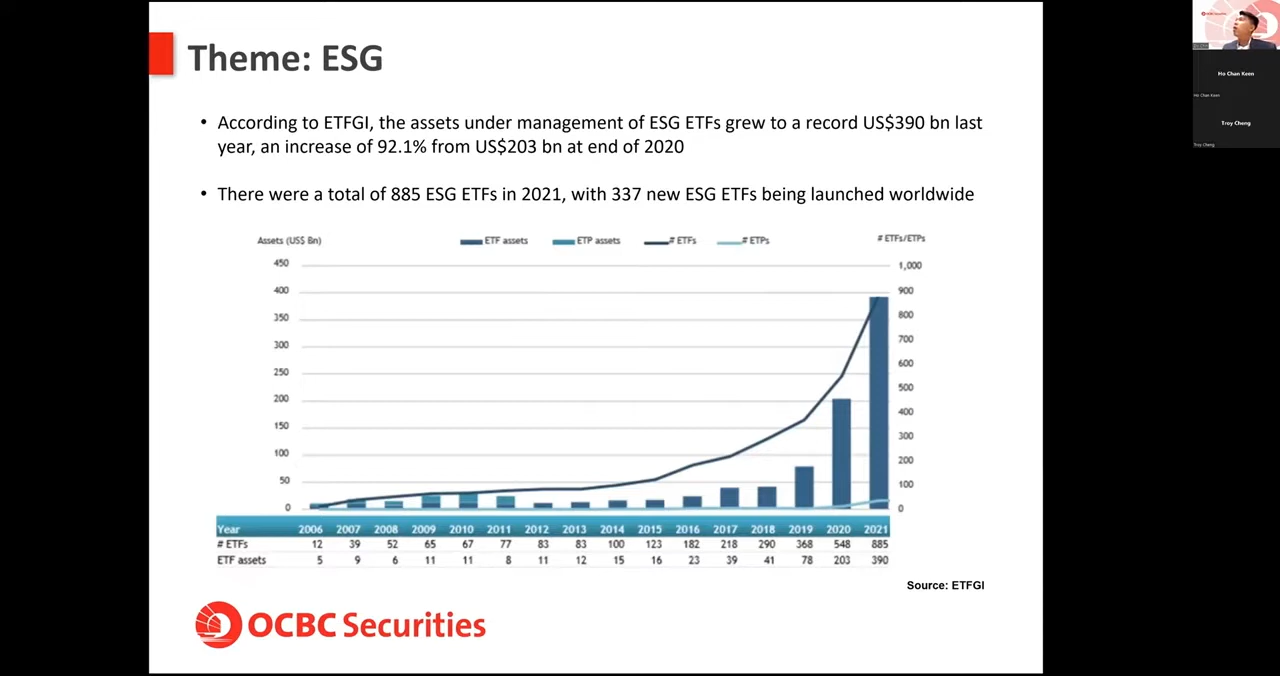 Theme: ESG
• According to ETFGI, the assets under management of ESG ETFs grew to a record US$390 bn last
year, an increase of 92.1% from US$203 bn at end of 2020
• There were a total of 885 ESG ETFs in 2021, with 337 new ESG ETFs being launched worldwide
Assets (US$ Bn) ETF assets ETP assets # ETFs # ETPs # ETFs/ETPs
450 1,000
400 900
350 800
300 700
250 600
200 500
150 400
100 300
50 200
0 100
0
Year 2006 2007 2008 2009 2010 2011 2012 2013 2014 2015 2016 2017 2018 2019 2020 2021
# ETFs 12 39 52 65 67 77 83 83 100 123 182 218 290 368 548 885
ETF assets 5 9 6 11 11 8 11 12 15 16 23 39 41 78 203 390
Source: ETFGI
OCBC Securities
Ho Chan Keen
Ho Chan Keen
Troy Cheng
Troy Cheng